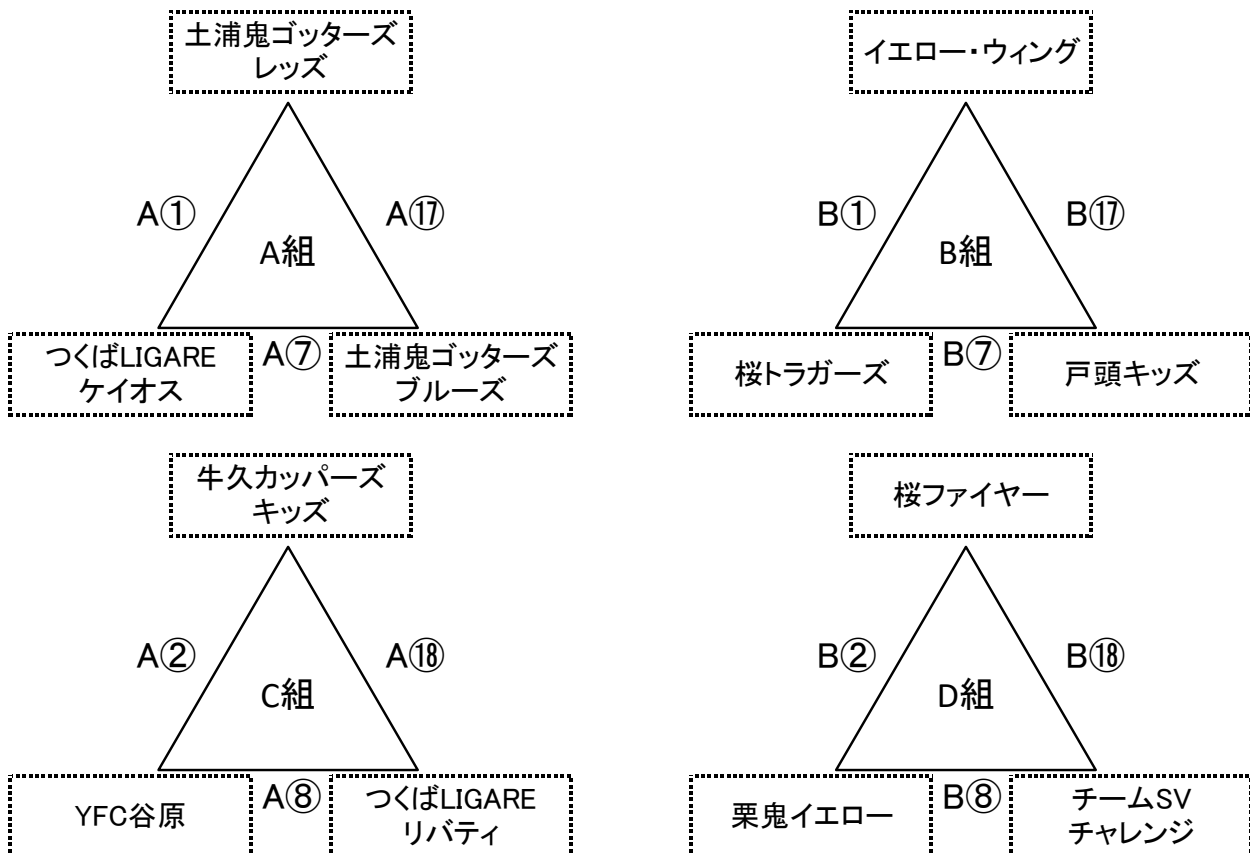 土浦鬼ゴッターズ
レッズ
イエロー・ウィング
A①
A⑰
B①
B⑰
A組
B組
つくばLIGARE
ケイオス
A⑦
土浦鬼ゴッターズ
ブルーズ
桜トラガーズ
B⑦
戸頭キッズ
牛久カッパーズ
キッズ
桜ファイヤー
A②
A⑱
B②
B⑱
C組
D組
YFC谷原
A⑧
つくばLIGARE
リバティ
栗鬼イエロー
B⑧
チームSV
チャレンジ